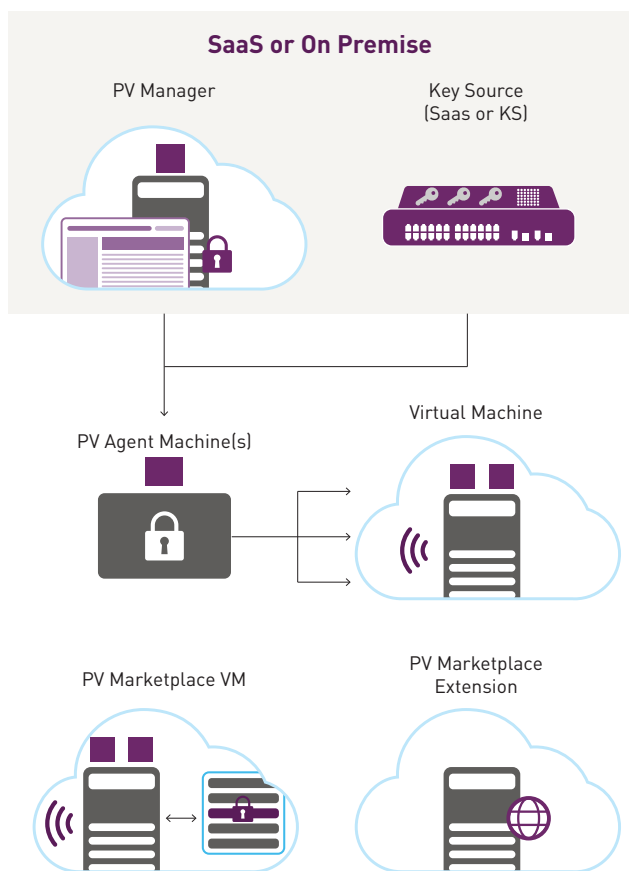 SaaS or On Premise
PV Manager
Key Source
(Saas or KS)
PV Agent Machine(s)
Virtual Machine
PV Marketplace VM
PV Marketplace
Extension